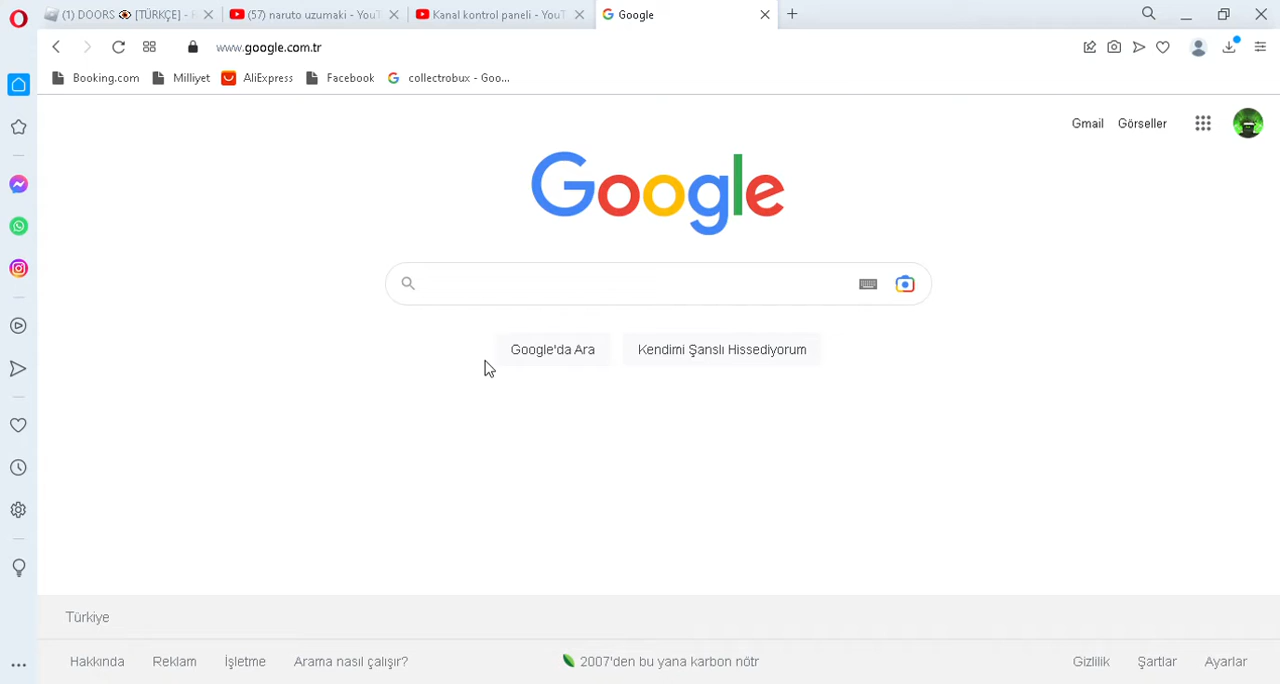 (1) DOORS 👁 [TÜRKÇE] -
(57) naruto uzumaki - YouT
Kanal kontrol paneli - YouT
Google
www.google.com.tr
Booking.com
Milliyet
AliExpress
Facebook
collectrobux - Goo...
Gmail
Görseller
Google
Google'da Ara
Kendimi Şanslı Hissediyorum
Türkiye
Hakkında
Reklam
İşletme
Arama nasıl çalışır?
2007'den bu yana karbon nötr
Gizlilik
Şartlar
Ayarlar